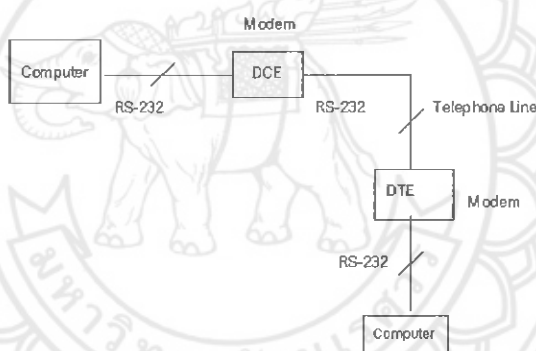 Modem
Computer
DCE
RS-232
RS-232
Telephone Line
DTE
Modem
RS-232
Computer